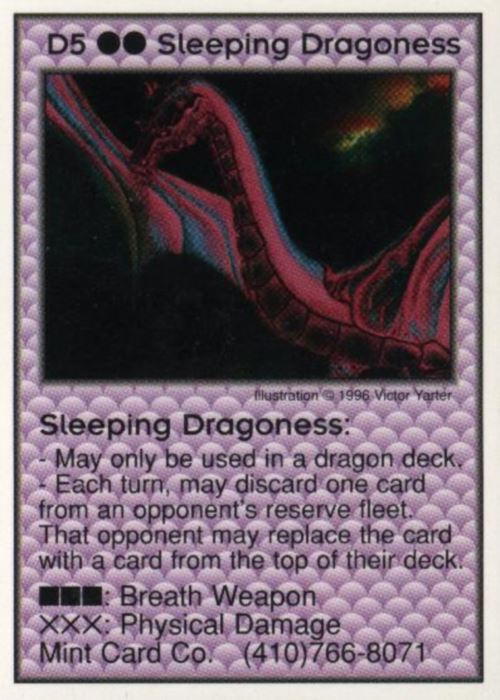 D5 ●● Sleeping Dragoness
Illustration © 1996 Victor Yarter
Sleeping Dragoness:
- May only be used in a dragon deck.
- Each turn, may discard one card
from an opponent's reserve fleet.
That opponent may replace the card
with a card from the top of their deck.
■■■: Breath Weapon
XXX: Physical Damage
Mint Card Co. (410)766-8071